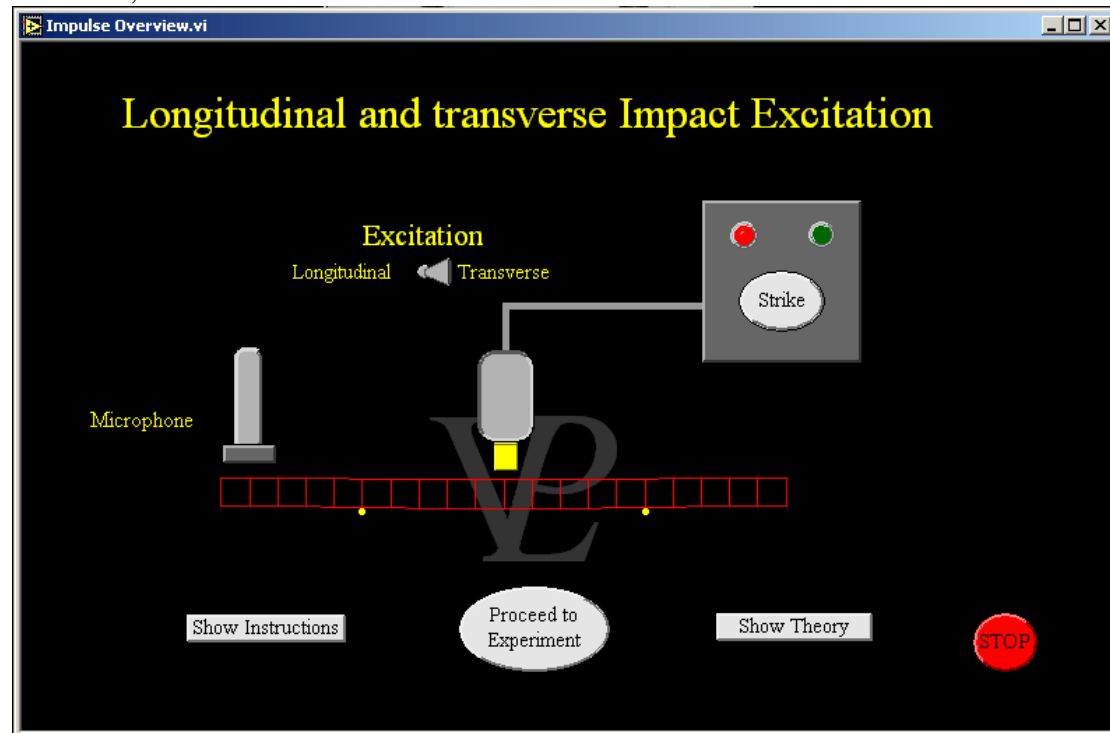 Impulse Overview.vi
Longitudinal and transverse Impact Excitation
Excitation
Longitudinal Transverse
Strike
Microphone
VPL
Show Instructions
Proceed to
Experiment
Show Theory
STOP